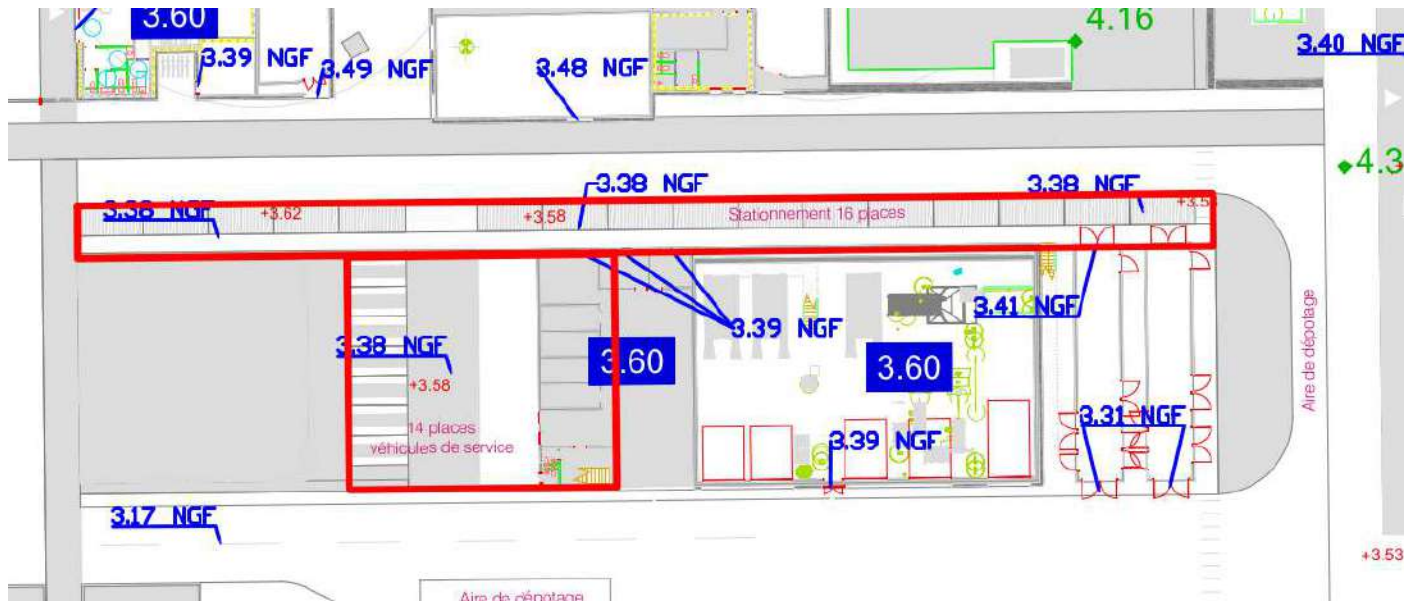 3.60
4.16
3.39 NGF
3.49 NGF
3.48 NGF
3.40 NGF
3.38 NGF
3.38 NGF
3.38 NGF
+3.62
+3.58
Stationnement 16 places
3.39 NGF
3.41 NGF
3.38 NGF
3.60
3.60
+3.58
14 places
véhicules de service
3.39 NGF
3.31 NGF
Aire de dépotage
3.17 NGF
+3.53
Aire de dépotage